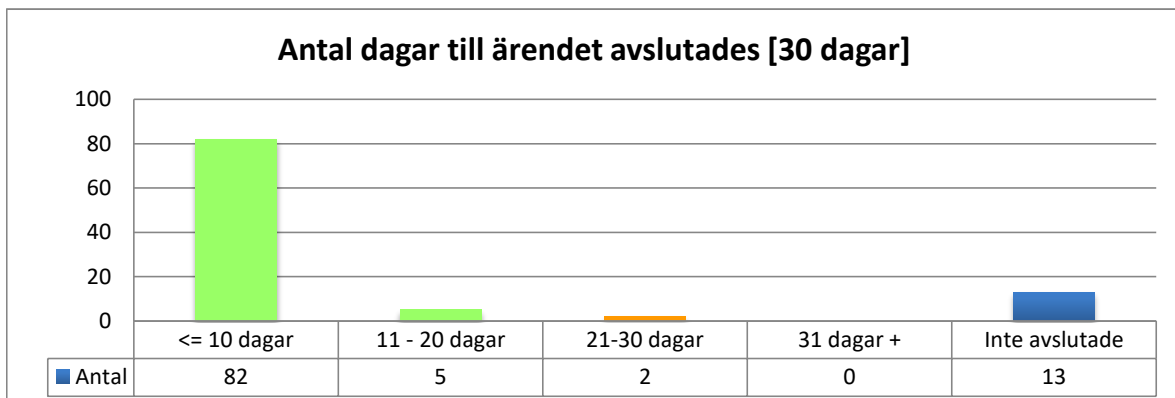 Antal dagar till ärendet avslutades [30 dagar]
100
80
60
40
20
0
<= 10 dagar 11 - 20 dagar 21-30 dagar 31 dagar + Inte avslutade
Antal 82 5 2 0 13